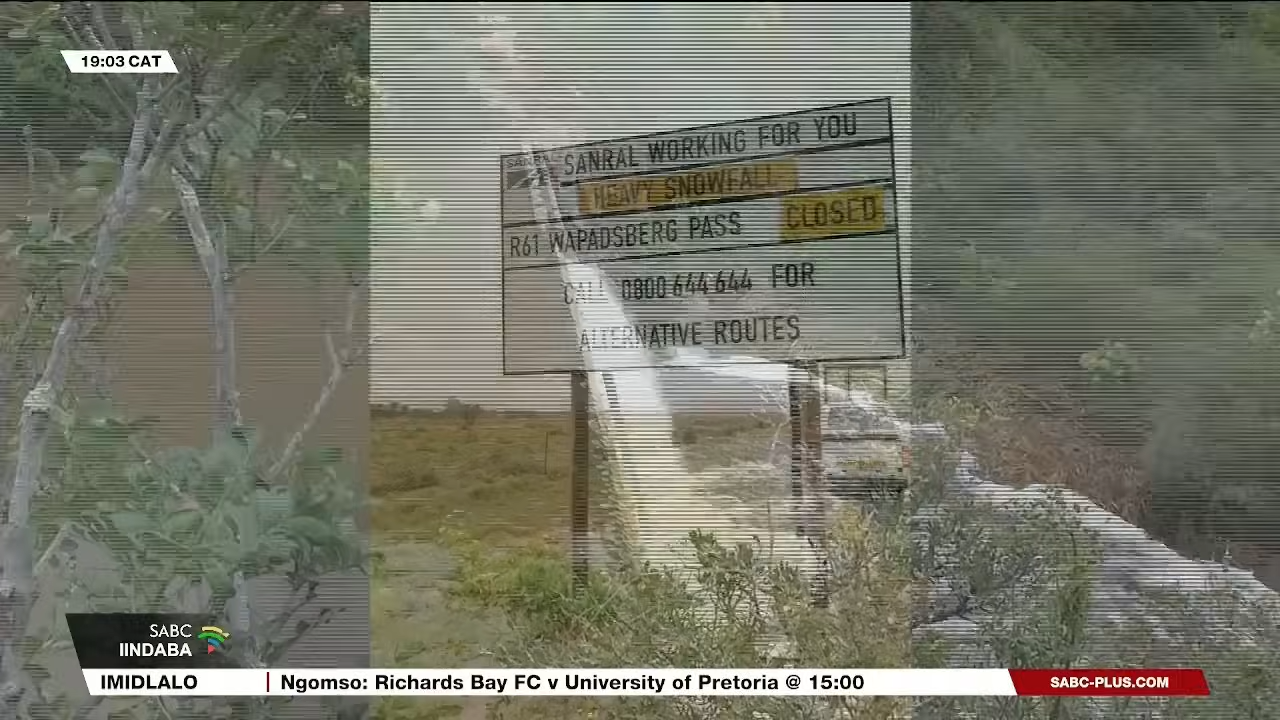 19:03 CAT
SANRAL
SANRAL WORKING FOR YOU
HEAVY SNOWFALL
R61 WAPADSBERG PASS CLOSED
CALL 0800 644 644 FOR
ALTERNATIVE ROUTES
SABC
IINDABA
IMIDLALO Ngomso: Richards Bay FC v University of Pretoria @ 15:00 SABC-PLUS.COM